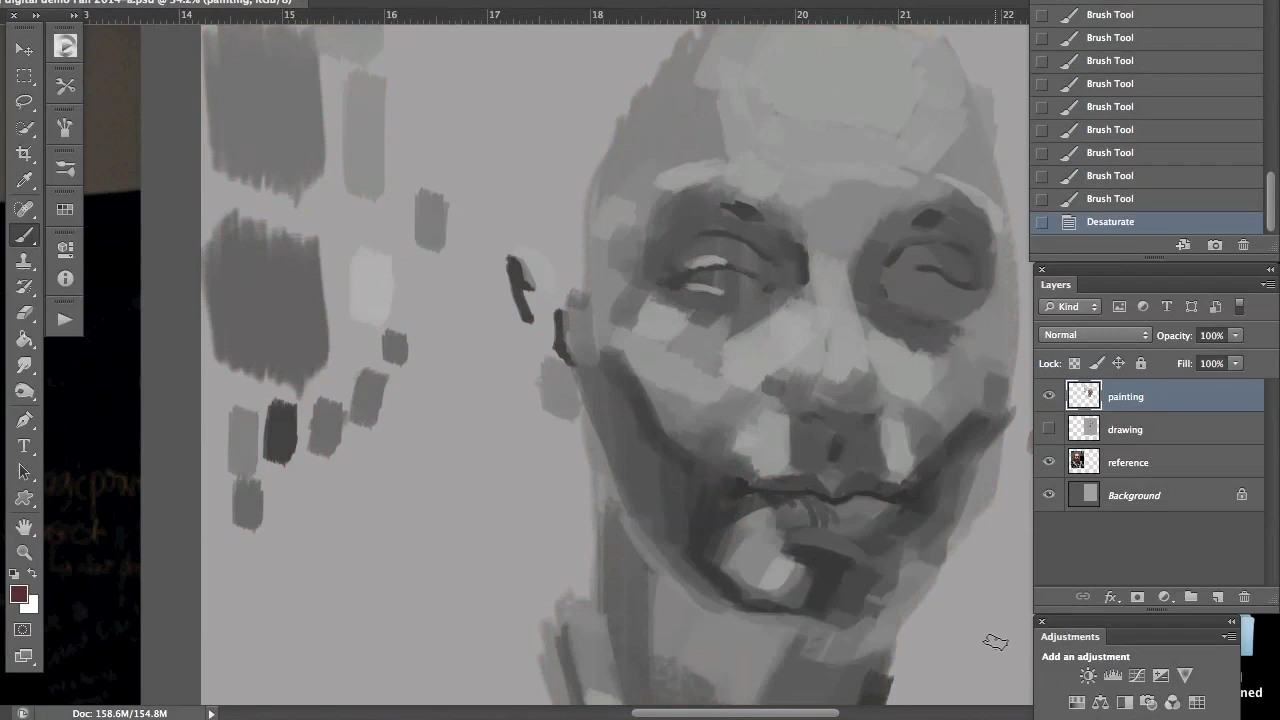 digital demo Fall 2014-a.psd @ 34.2% (painting, RGB/8)
3 14 15 16 17 18 19 20 21 22
Brush Tool
Brush Tool
Brush Tool
Brush Tool
Brush Tool
Brush Tool
Brush Tool
Brush Tool
Brush Tool
Desaturate
Layers
Kind
Normal Opacity: 100%
Lock: Fill: 100%
painting
drawing
reference
Background
Adjustments
Add an adjustment
ned
Doc: 158.6M/154.8M